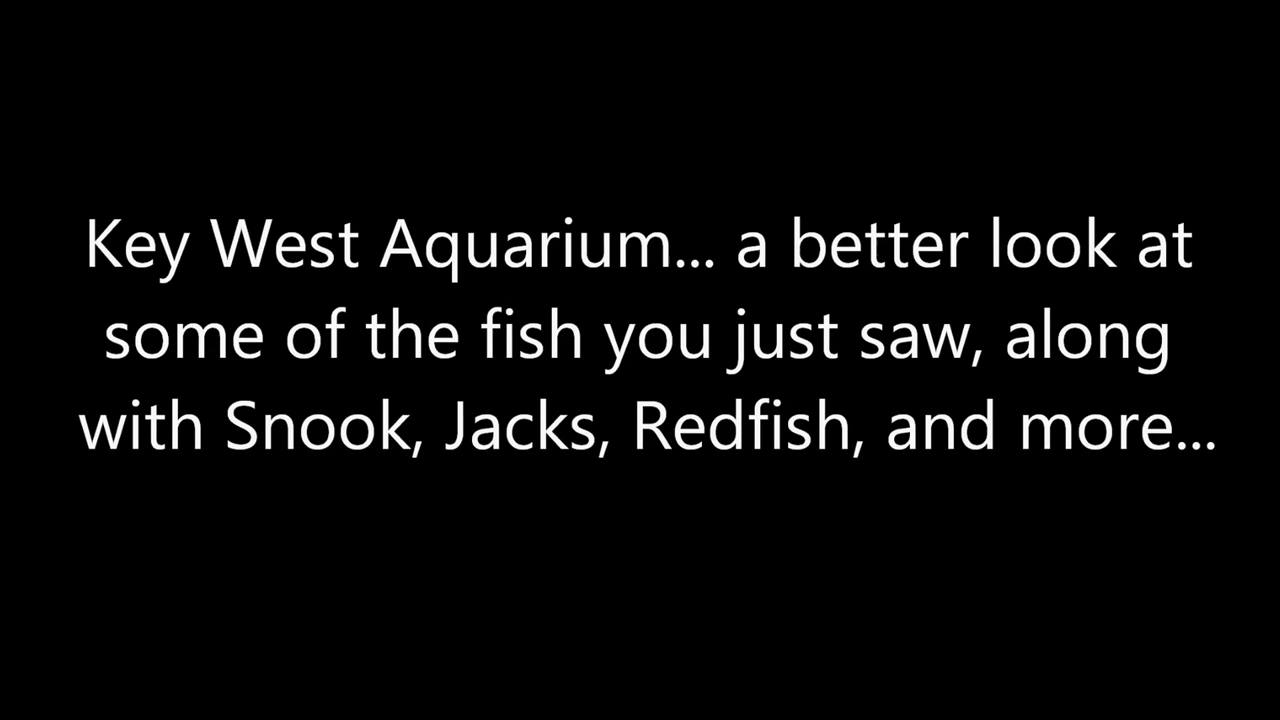 Key West Aquarium... a better look at
some of the fish you just saw, along
with Snook, Jacks, Redfish, and more...